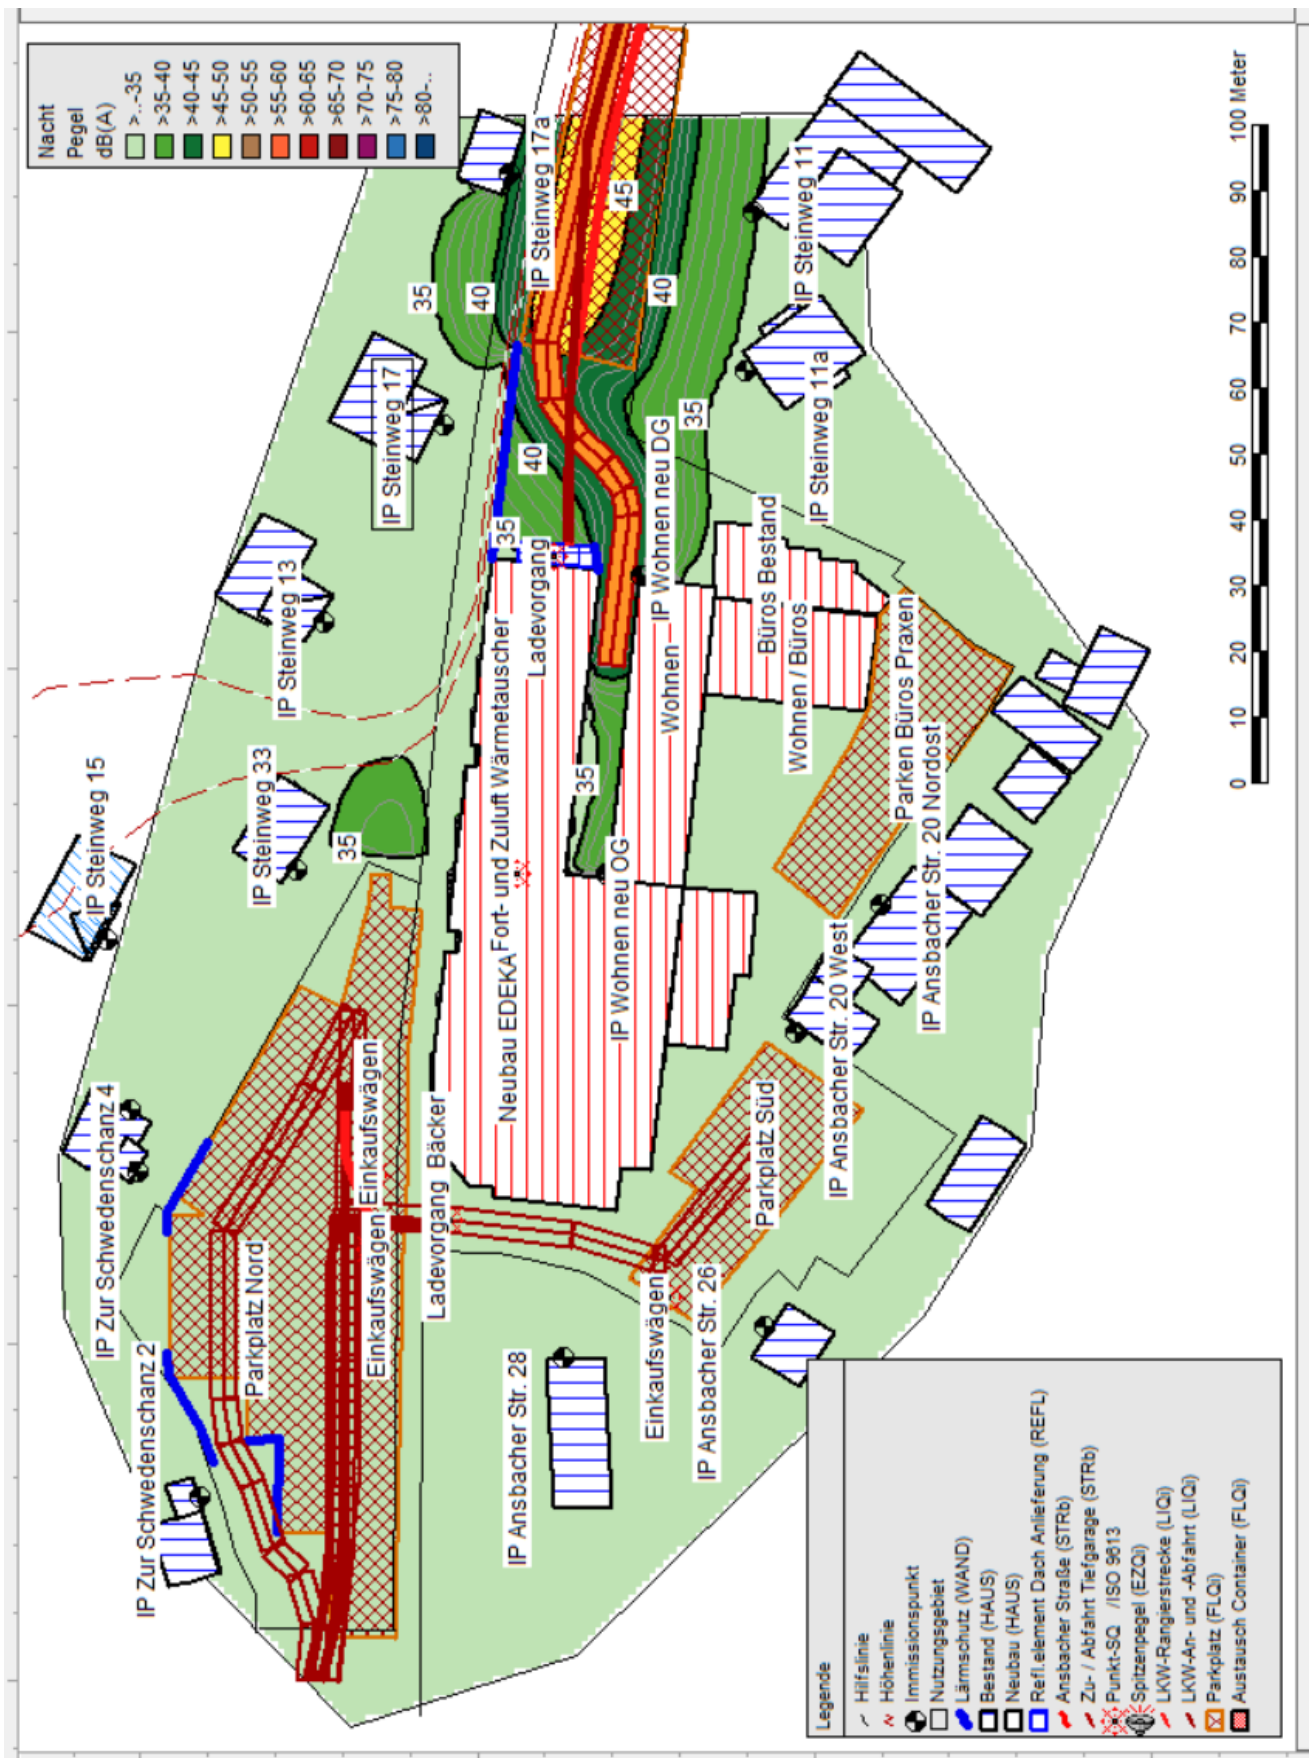 Nacht
Pegel
dB(A)
>..-35
>35-40
>40-45
>45-50
>50-55
>55-60
>60-65
>65-70
>70-75
>75-80
>80-..
IP Steinweg 15
IP Steinweg 33
IP Steinweg 13
IP Steinweg 17
IP Steinweg 17a
IP Steinweg 11
IP Steinweg 11a
35
40
45
40
35
40
35
35
35
IP Zur Schwedenschanz 4
IP Zur Schwedenschanz 2
Parkplatz Nord
Einkaufswägen
Einkaufswägen
Ladevorgang Bäcker
Neubau EDEKA
Fort- und Zuluft Wärmetauscher
Ladevorgang
IP Wohnen neu DG
IP Wohnen neu OG
Wohnen
Büros Bestand
Wohnen / Büros
Parken Büros Praxen
IP Ansbacher Str. 20 Nordost
IP Ansbacher Str. 20 West
Parkplatz Süd
IP Ansbacher Str. 28
Einkaufswägen
IP Ansbacher Str. 26
0 10 20 30 40 50 60 70 80 90 100 Meter
Legende
Hilfslinie
Höhenlinie
Immissionspunkt
Nutzungsgebiet
Lärmschutz (WAND)
Bestand (HAUS)
Neubau (HAUS)
Refl.element Dach Anlieferung (REFL)
Ansbacher Straße (STRb)
Zu- / Abfahrt Tiefgarage (STRb)
Punkt-SQ /ISO 9613
Spitzenpegel (EZQi)
LKW-Rangierstrecke (LIQi)
LKW-An- und -Abfahrt (LIQi)
Parkplatz (FLQi)
Austausch Container (FLQi)